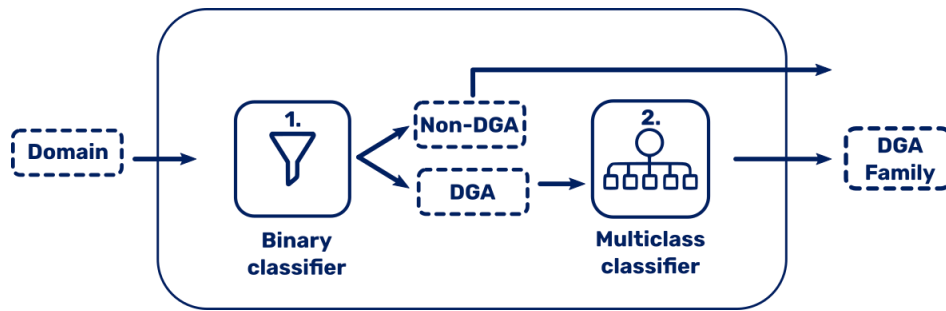 Domain
1.
Binary
classifier
Non-DGA
DGA
2.
Multiclass
classifier
DGA
Family